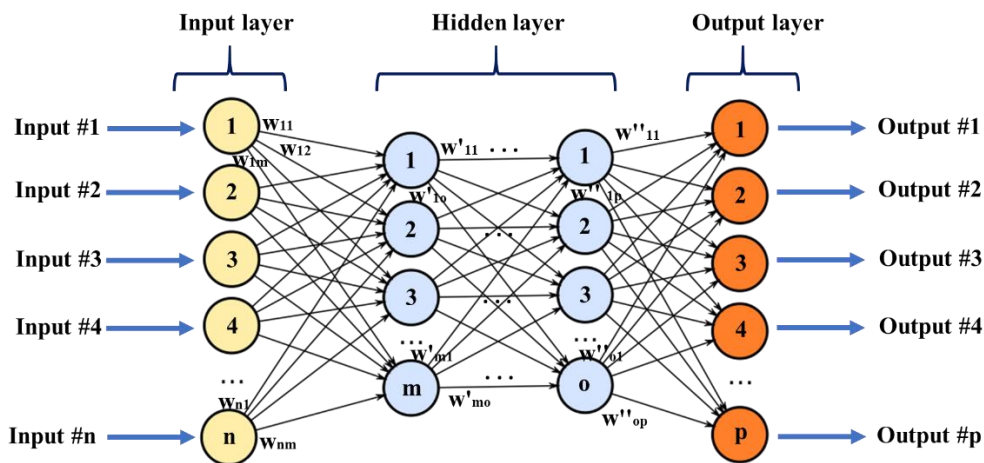 Input layer
Hidden layer
Output layer
Input #1
1
w11
w12
w1m
1
w'11
...
1
w''11
1
Output #1
Input #2
2
w'1o
2
...
w''1p
2
2
Output #2
Input #3
3
3
...
3
3
Output #3
Input #4
4
...
w'm1
...
w''o1
4
Output #4
...
wn1
m
...
w'mo
o
w''op
...
Input #n
n
wnm
p
Output #p